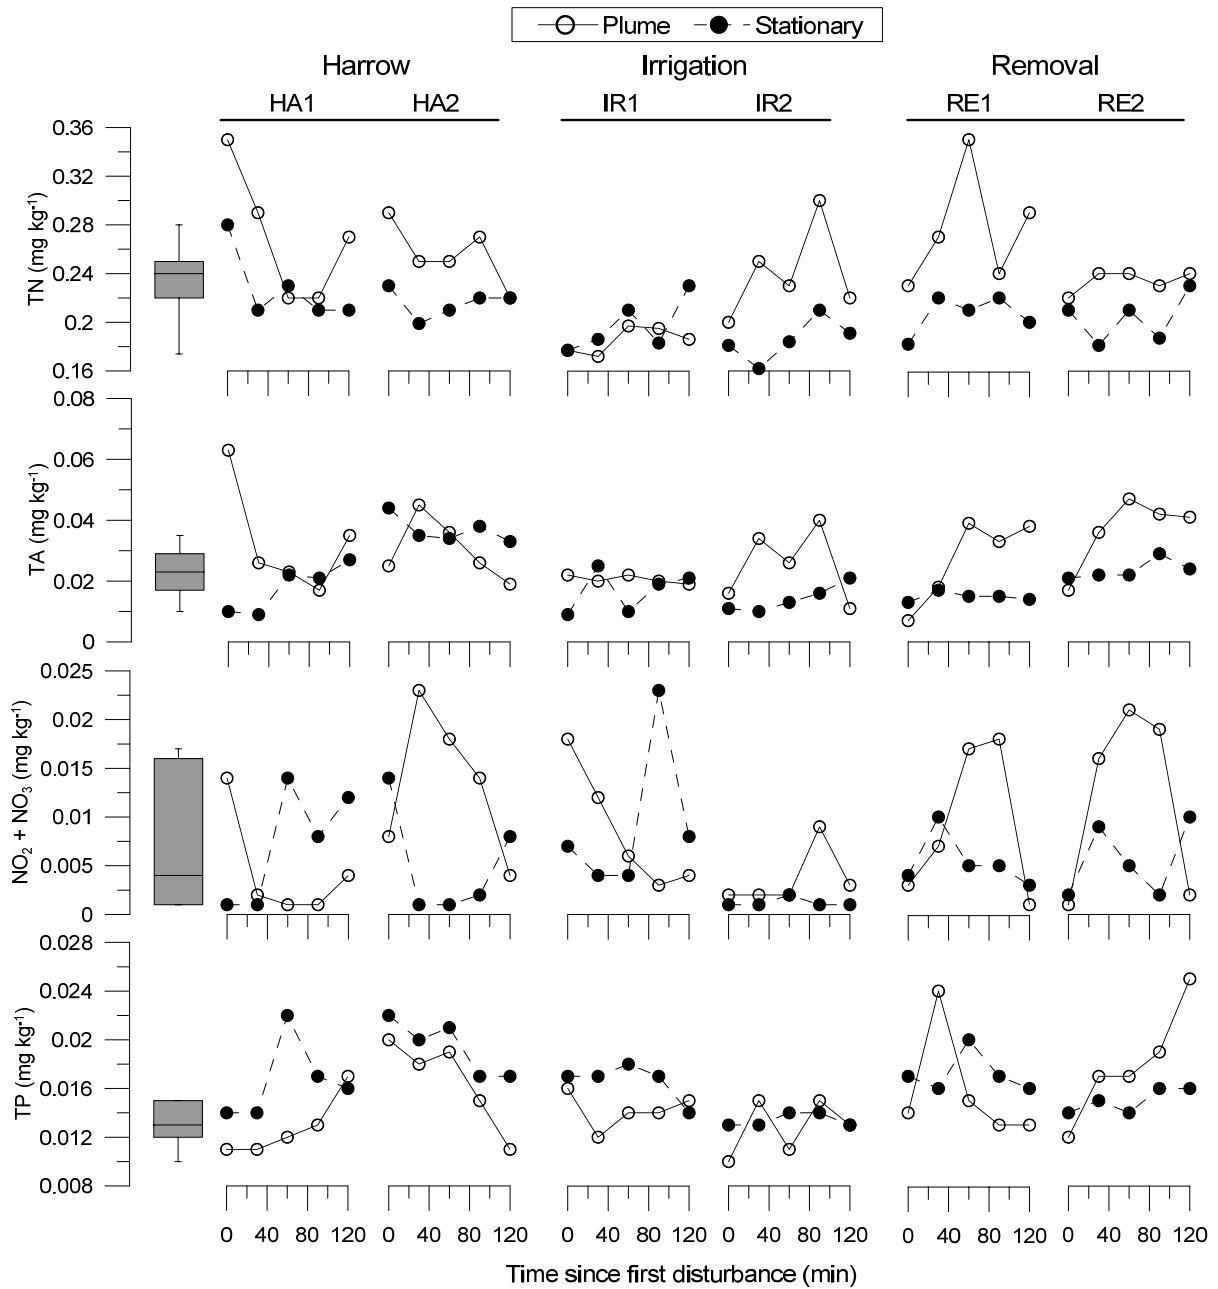 Plume Stationary
Harrow Irrigation Removal
HA1 HA2 IR1 IR2 RE1 RE2
TN (mg kg-1)
0.36
0.32
0.28
0.24
0.2
0.16
TA (mg kg-1)
0.08
0.06
0.04
0.02
0
NO2 + NO3 (mg kg-1)
0.025
0.02
0.015
0.01
0.005
0
TP (mg kg-1)
0.028
0.024
0.02
0.016
0.012
0.008
0 40 80 120 0 40 80 120 0 40 80 120 0 40 80 120 0 40 80 120 0 40 80 120
Time since first disturbance (min)